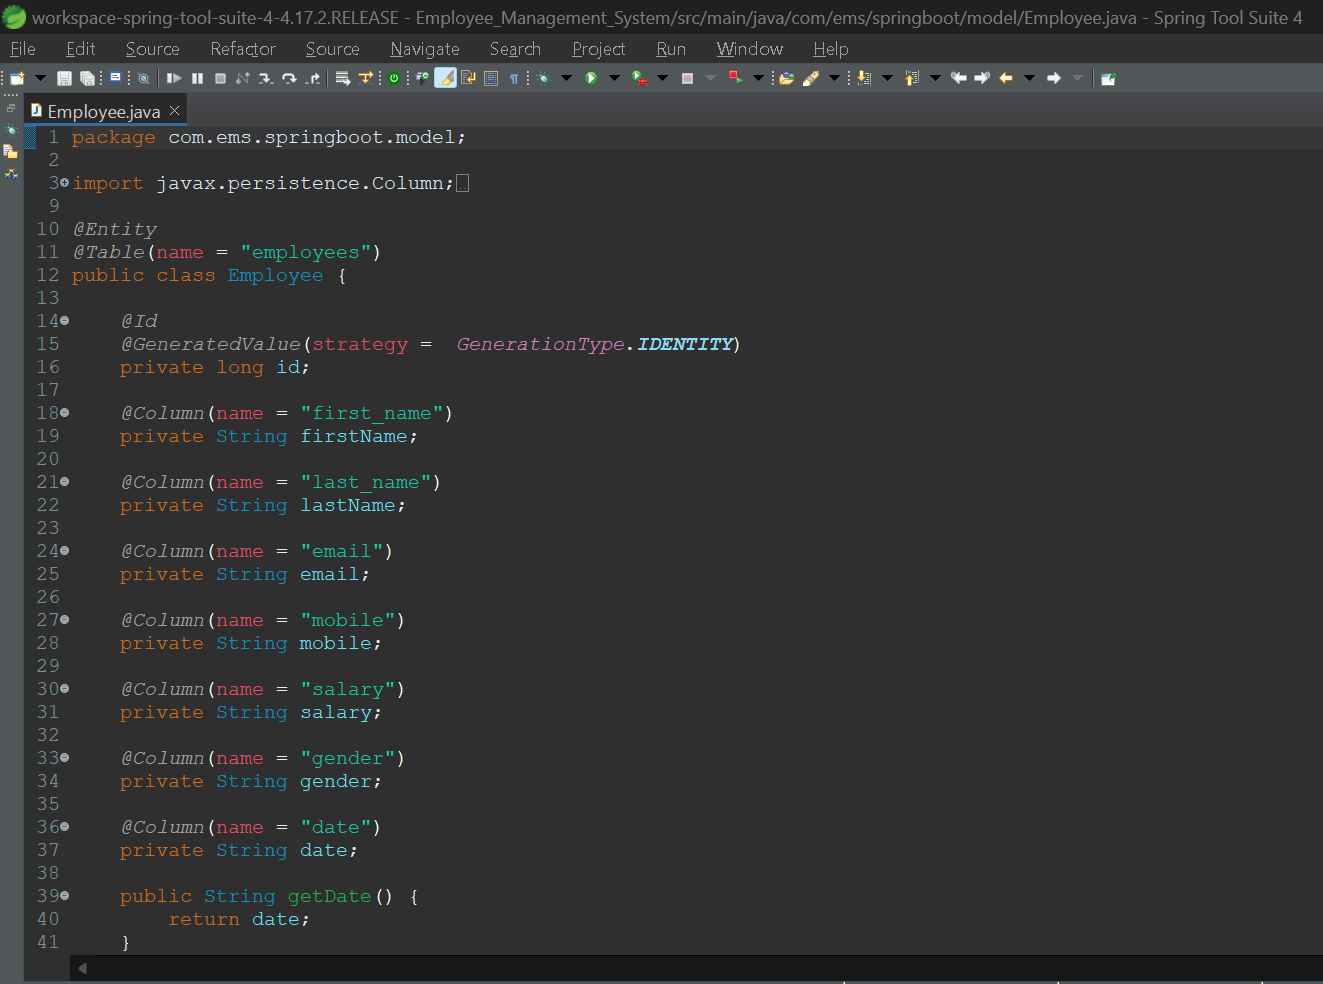 workspace-spring-tool-suite-4-4.17.2.RELEASE - Employee_Management_System/src/main/java/com/ems/springboot/model/Employee.java - Spring Tool Suite 4
File Edit Source Refactor Source Navigate Search Project Run Window Help
Employee.java
1 package com.ems.springboot.model;
2
3 import javax.persistence.Column;
9
10 @Entity
11 @Table(name = "employees")
12 public class Employee {
13
14 @Id
15 @GeneratedValue(strategy =  GenerationType.IDENTITY)
16 private long id;
17
18 @Column(name = "first_name")
19 private String firstName;
20
21 @Column(name = "last_name")
22 private String lastName;
23
24 @Column(name = "email")
25 private String email;
26
27 @Column(name = "mobile")
28 private String mobile;
29
30 @Column(name = "salary")
31 private String salary;
32
33 @Column(name = "gender")
34 private String gender;
35
36 @Column(name = "date")
37 private String date;
38
39 public String getDate() {
40 return date;
41 }